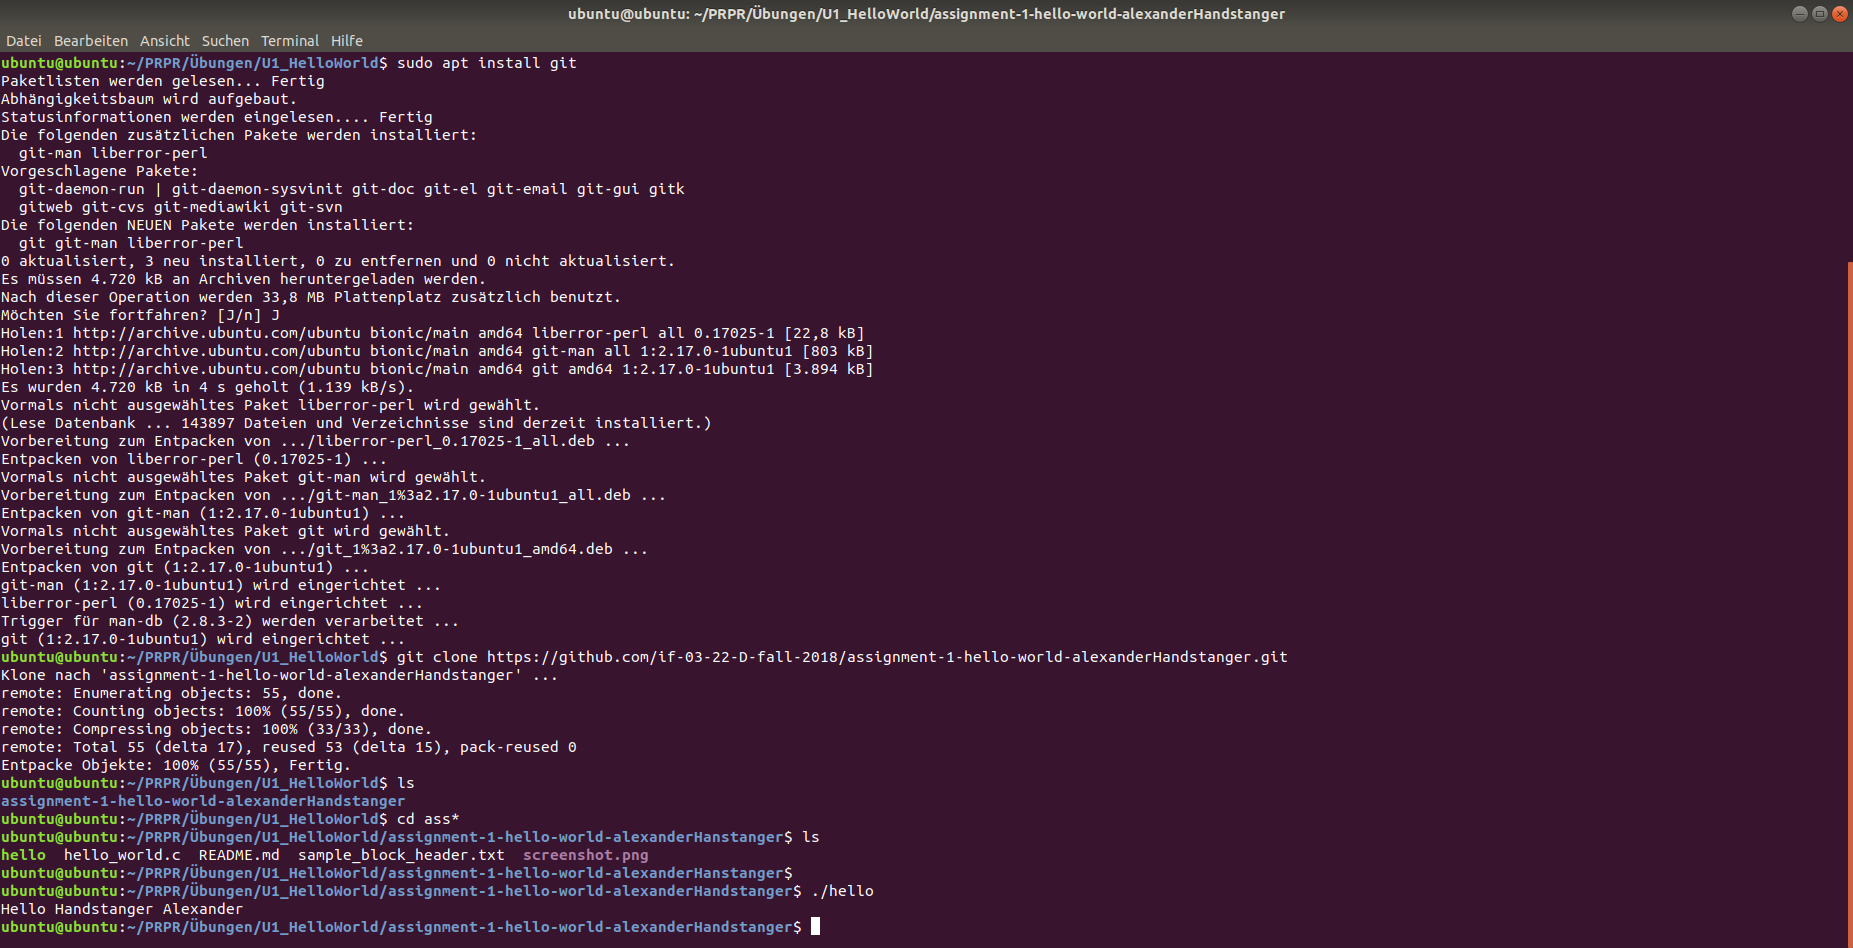 ubuntu@ubuntu: ~/PRPR/Übungen/U1_HelloWorld/assignment-1-hello-world-alexanderHandstanger
Datei Bearbeiten Ansicht Suchen Terminal Hilfe
ubuntu@ubuntu:~/PRPR/Übungen/U1_HelloWorld$ sudo apt install git
Paketlisten werden gelesen... Fertig
Abhängigkeitsbaum wird aufgebaut.
Statusinformationen werden eingelesen.... Fertig
Die folgenden zusätzlichen Pakete werden installiert:
  git-man liberror-perl
Vorgeschlagene Pakete:
  git-daemon-run | git-daemon-sysvinit git-doc git-el git-email git-gui gitk
  gitweb git-cvs git-mediawiki git-svn
Die folgenden NEUEN Pakete werden installiert:
  git git-man liberror-perl
0 aktualisiert, 3 neu installiert, 0 zu entfernen und 0 nicht aktualisiert.
Es müssen 4.720 kB an Archiven heruntergeladen werden.
Nach dieser Operation werden 33,8 MB Plattenplatz zusätzlich benutzt.
Möchten Sie fortfahren? [J/n] J
Holen:1 http://archive.ubuntu.com/ubuntu bionic/main amd64 liberror-perl all 0.17025-1 [22,8 kB]
Holen:2 http://archive.ubuntu.com/ubuntu bionic/main amd64 git-man all 1:2.17.0-1ubuntu1 [803 kB]
Holen:3 http://archive.ubuntu.com/ubuntu bionic/main amd64 git amd64 1:2.17.0-1ubuntu1 [3.894 kB]
Es wurden 4.720 kB in 4 s geholt (1.139 kB/s).
Vormals nicht ausgewähltes Paket liberror-perl wird gewählt.
(Lese Datenbank ... 143897 Dateien und Verzeichnisse sind derzeit installiert.)
Vorbereitung zum Entpacken von .../liberror-perl_0.17025-1_all.deb ...
Entpacken von liberror-perl (0.17025-1) ...
Vormals nicht ausgewähltes Paket git-man wird gewählt.
Vorbereitung zum Entpacken von .../git-man_1%3a2.17.0-1ubuntu1_all.deb ...
Entpacken von git-man (1:2.17.0-1ubuntu1) ...
Vormals nicht ausgewähltes Paket git wird gewählt.
Vorbereitung zum Entpacken von .../git_1%3a2.17.0-1ubuntu1_amd64.deb ...
Entpacken von git (1:2.17.0-1ubuntu1) ...
git-man (1:2.17.0-1ubuntu1) wird eingerichtet ...
liberror-perl (0.17025-1) wird eingerichtet ...
Trigger für man-db (2.8.3-2) werden verarbeitet ...
git (1:2.17.0-1ubuntu1) wird eingerichtet ...
ubuntu@ubuntu:~/PRPR/Übungen/U1_HelloWorld$ git clone https://github.com/if-03-22-D-fall-2018/assignment-1-hello-world-alexanderHandstanger.git
Klone nach 'assignment-1-hello-world-alexanderHandstanger' ...
remote: Enumerating objects: 55, done.
remote: Counting objects: 100% (55/55), done.
remote: Compressing objects: 100% (33/33), done.
remote: Total 55 (delta 17), reused 53 (delta 15), pack-reused 0
Entpacke Objekte: 100% (55/55), Fertig.
ubuntu@ubuntu:~/PRPR/Übungen/U1_HelloWorld$ ls
assignment-1-hello-world-alexanderHandstanger
ubuntu@ubuntu:~/PRPR/Übungen/U1_HelloWorld$ cd ass*
ubuntu@ubuntu:~/PRPR/Übungen/U1_HelloWorld/assignment-1-hello-world-alexanderHanstanger$ ls
hello  hello_world.c  README.md  sample_block_header.txt  screenshot.png
ubuntu@ubuntu:~/PRPR/Übungen/U1_HelloWorld/assignment-1-hello-world-alexanderHanstanger$
ubuntu@ubuntu:~/PRPR/Übungen/U1_HelloWorld/assignment-1-hello-world-alexanderHandstanger$ ./hello
Hello Handstanger Alexander
ubuntu@ubuntu:~/PRPR/Übungen/U1_HelloWorld/assignment-1-hello-world-alexanderHandstanger$